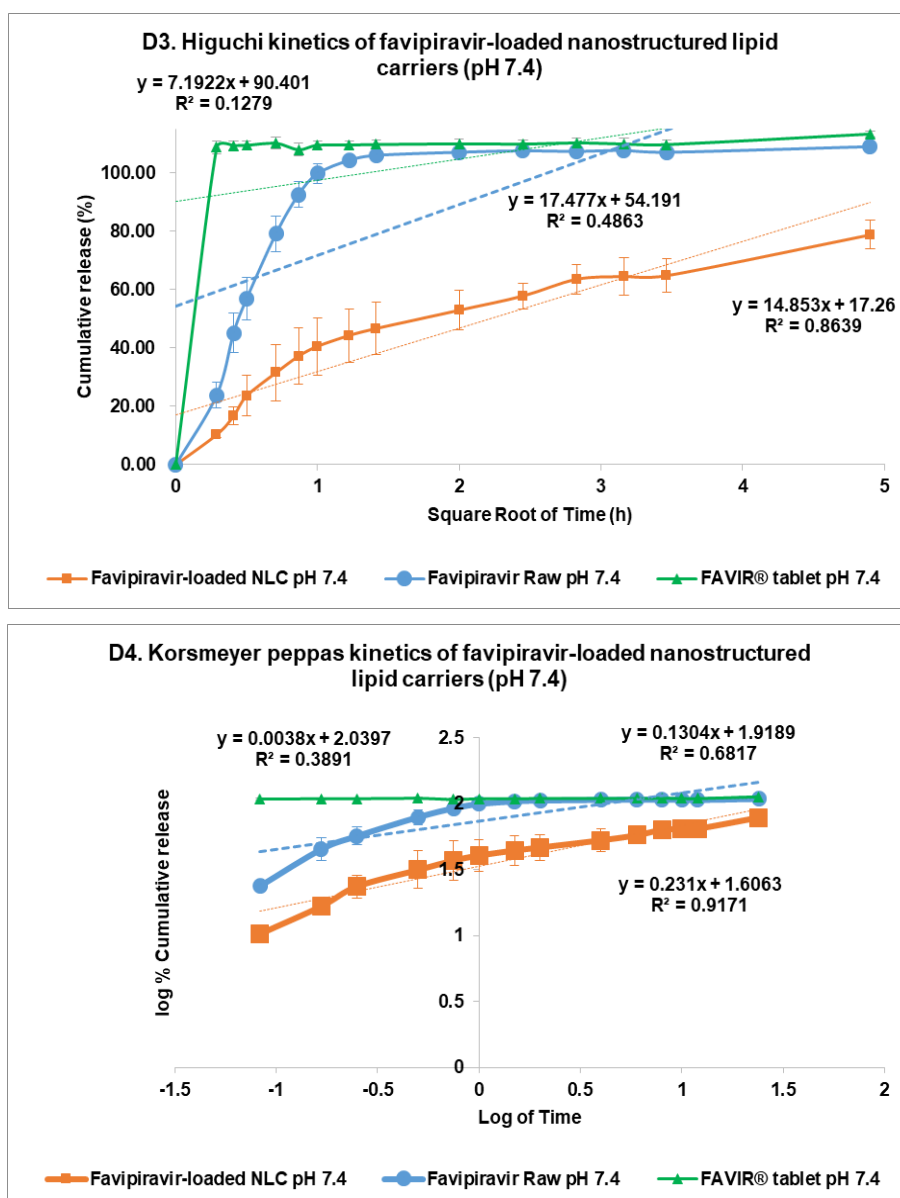 D3. Higuchi kinetics of favipiravir-loaded nanostructured lipid
carriers (pH 7.4)
y = 7.1922x + 90.401
R² = 0.1279
100.00
80.00
60.00
40.00
20.00
0.00
Cumulative release (%)
y = 17.477x + 54.191
R² = 0.4863
y = 14.853x + 17.26
R² = 0.8639
0 1 2 3 4 5
Square Root of Time (h)
Favipiravir-loaded NLC pH 7.4 Favipiravir Raw pH 7.4 FAVIR® tablet pH 7.4
D4. Korsmeyer peppas kinetics of favipiravir-loaded nanostructured
lipid carriers (pH 7.4)
y = 0.0038x + 2.0397
R² = 0.3891
y = 0.1304x + 1.9189
R² = 0.6817
2.5
2
1.5
1
0.5
0
log % Cumulative release
y = 0.231x + 1.6063
R² = 0.9171
-1.5 -1 -0.5 0 0.5 1 1.5 2
Log of Time
Favipiravir-loaded NLC pH 7.4 Favipiravir Raw pH 7.4 FAVIR® tablet pH 7.4